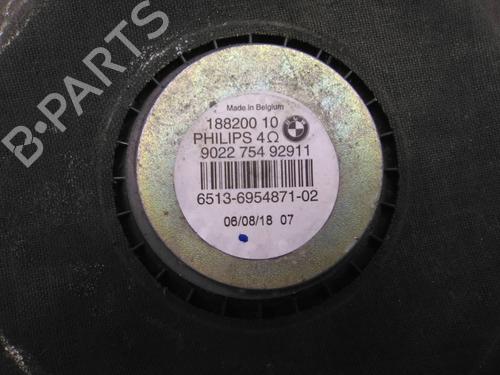 B-PARTS
Made in Belgium
188200 10
PHILIPS 4Ω
9022 754 92911
6513-6954871-02
06/08/18 07